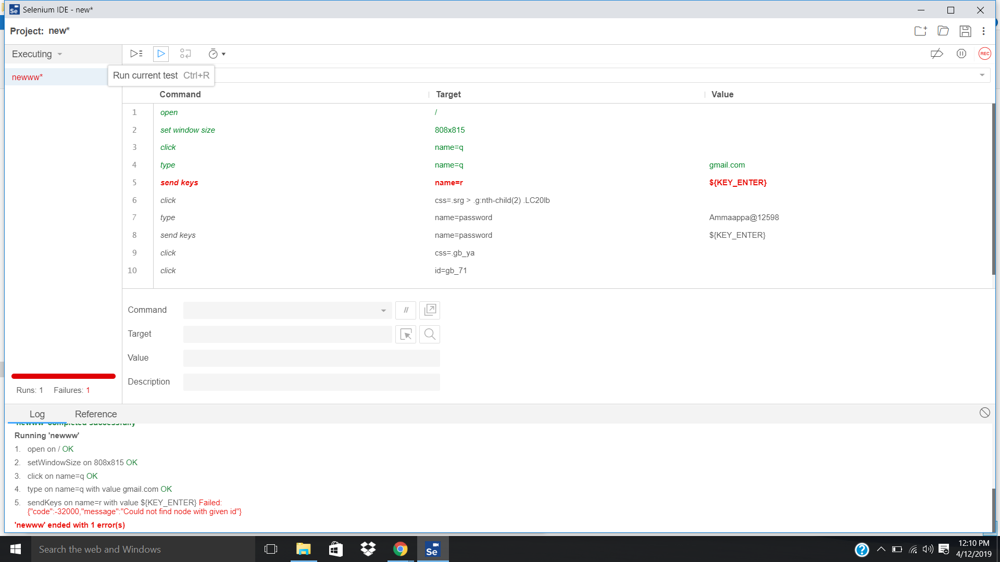 Se Selenium IDE - new*
Project: new*
Executing
newww*
Run current test Ctrl+R
Command Target Value
1 open /
2 set window size 808x815
3 click name=q
4 type name=q gmail.com
5 send keys name=r ${KEY_ENTER}
6 click css=.srg > .g:nth-child(2) .LC20lb
7 type name=password Ammaappa@12598
8 send keys name=password ${KEY_ENTER}
9 click css=.gb_ya
10 click id=gb_71
REC
Command //
Target
Value
Description
Runs: 1 Failures: 1
Log Reference
'newww' completed successfully
Running 'newww'
1. open on / OK
2. setWindowSize on 808x815 OK
3. click on name=q OK
4. type on name=q with value gmail.com OK
5. sendKeys on name=r with value ${KEY_ENTER} Failed:
{"code":-32000,"message":"Could not find node with given id"}
'newww' ended with 1 error(s)
Search the web and Windows
Se
12:10 PM
4/12/2019